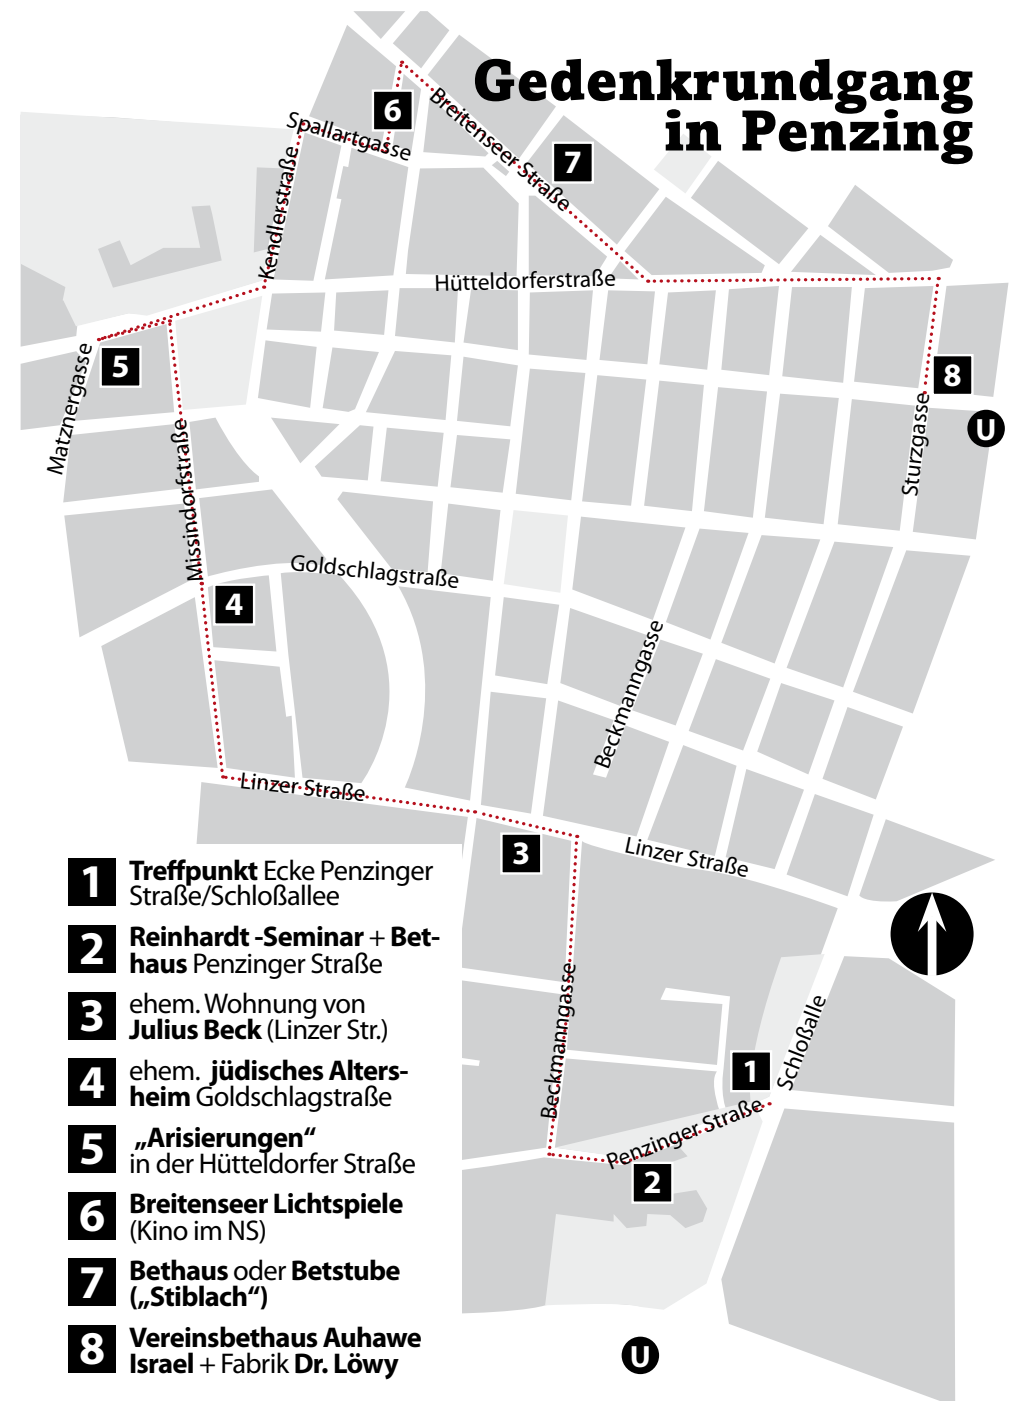 Gedenkrundgang
in Penzing
6
Spallartgasse
Breitenseer Straße
7
Kendlerstraße
Hütteldorferstraße
5
8
Matznergasse
U
Sturzgasse
Missindorfstraße
Goldschlagstraße
4
Beckmanngasse
Linzer Straße
3
Linzer Straße
Beckmanngasse
Schloßalle
1
Penzinger Straße
2
U
1 Treffpunkt Ecke Penzinger
Straße/Schloßallee
2 Reinhardt -Seminar + Bet-
haus Penzinger Straße
3 ehem. Wohnung von
Julius Beck (Linzer Str.)
4 ehem. jüdisches Alters-
heim Goldschlagstraße
5 „Arisierungen“
in der Hütteldorfer Straße
6 Breitenseer Lichtspiele
(Kino im NS)
7 Bethaus oder Betstube
(„Stiblach“)
8 Vereinsbethaus Auhawe
Israel + Fabrik Dr. Löwy